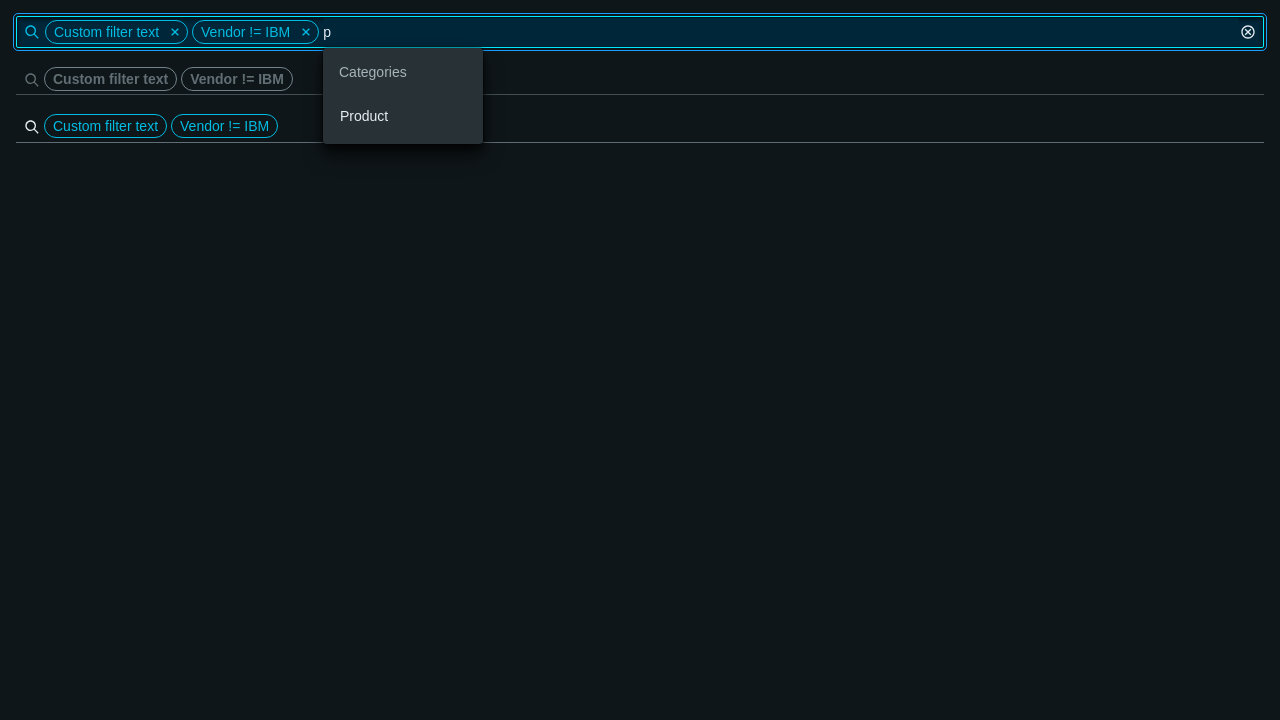 Custom filter text Vendor != IBM p
Categories
Product
Custom filter text Vendor != IBM
Custom filter text Vendor != IBM